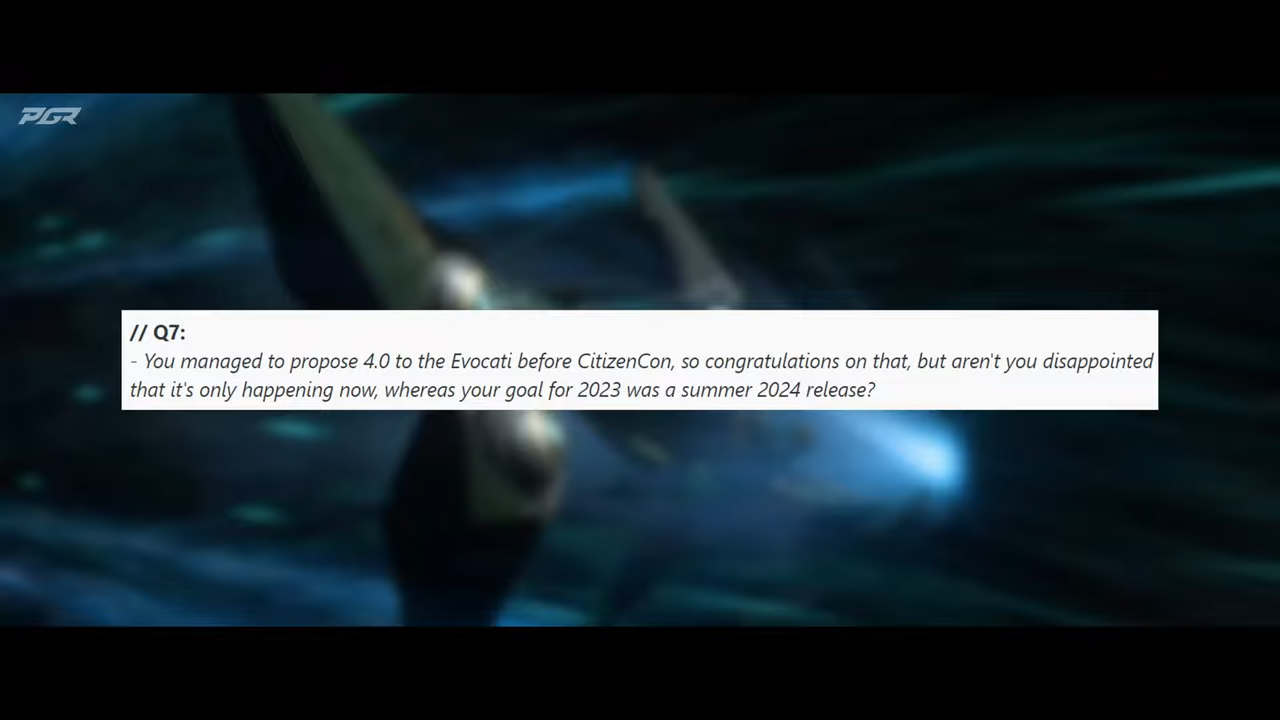 PGR
// Q7:
- You managed to propose 4.0 to the Evocati before CitizenCon, so congratulations on that, but aren't you disappointed
that it's only happening now, whereas your goal for 2023 was a summer 2024 release?